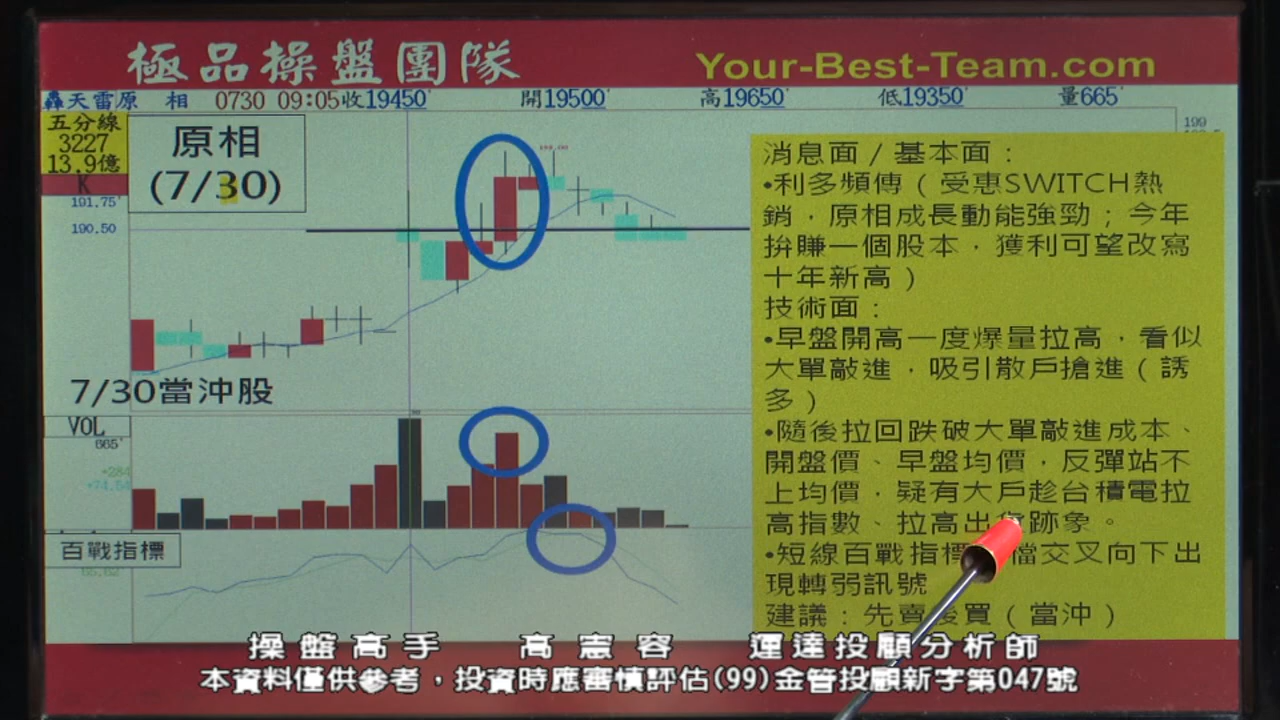 極品操盤團隊
Your-Best-Team.com
轟天雷原 相 0730 09:05收19450 開19500 高19650 低19350 量665
五分線
3227
13.9億
K
191.75
190.50
原相
(7/30)
199
7/30當沖股
VOL
665
百戰指標
消息面/基本面:
•利多頻傳(受惠SWITCH熱
銷,原相成長動能強勁;今年
拚賺一個股本,獲利可望改寫
十年新高)
技術面:
•早盤開高一度爆量拉高,看似
大單敲進,吸引散戶搶進(誘
多)
•隨後拉回跌破大單敲進成本、
開盤價、早盤均價,反彈站不
上均價,疑有大戶趁台積電拉
高指數、拉高出貨跡象。
•短線百戰指標 檔交叉向下出
現轉弱訊號
建議:先賣後買(當沖)
操盤高手 高憲容 運達投顧分析師
本資料僅供參考,投資時應審慎評估(99)金管投顧新字第047號